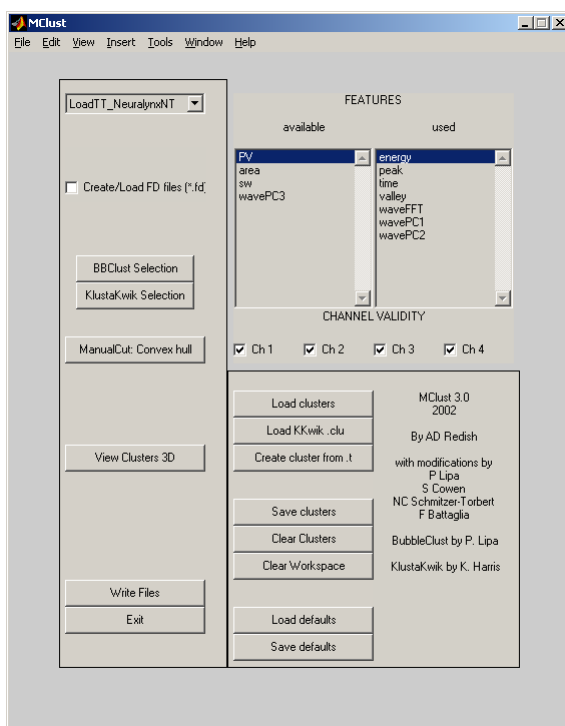 MClust
File Edit View Insert Tools Window Help
LoadTT_NeuralynxNT
Create/Load FD files (*.fd)
BBClust Selection
KlustaKwik Selection
ManualCut: Convex hull
View Clusters 3D
Write Files
Exit
FEATURES
available used
PV
area
sw
wavePC3
energy
peak
time
valley
waveFFT
wavePC1
wavePC2
CHANNEL VALIDITY
Ch 1 Ch 2 Ch 3 Ch 4
Load clusters
Load KKwik .clu
Create cluster from .t
Save clusters
Clear Clusters
Clear Workspace
Load defaults
Save defaults
MClust 3.0
2002
By AD Redish
with modifications by
P Lipa
S Cowen
NC Schmitzer-Torbert
F Battaglia
BubbleClust by P. Lipa
KlustaKwik by K. Harris